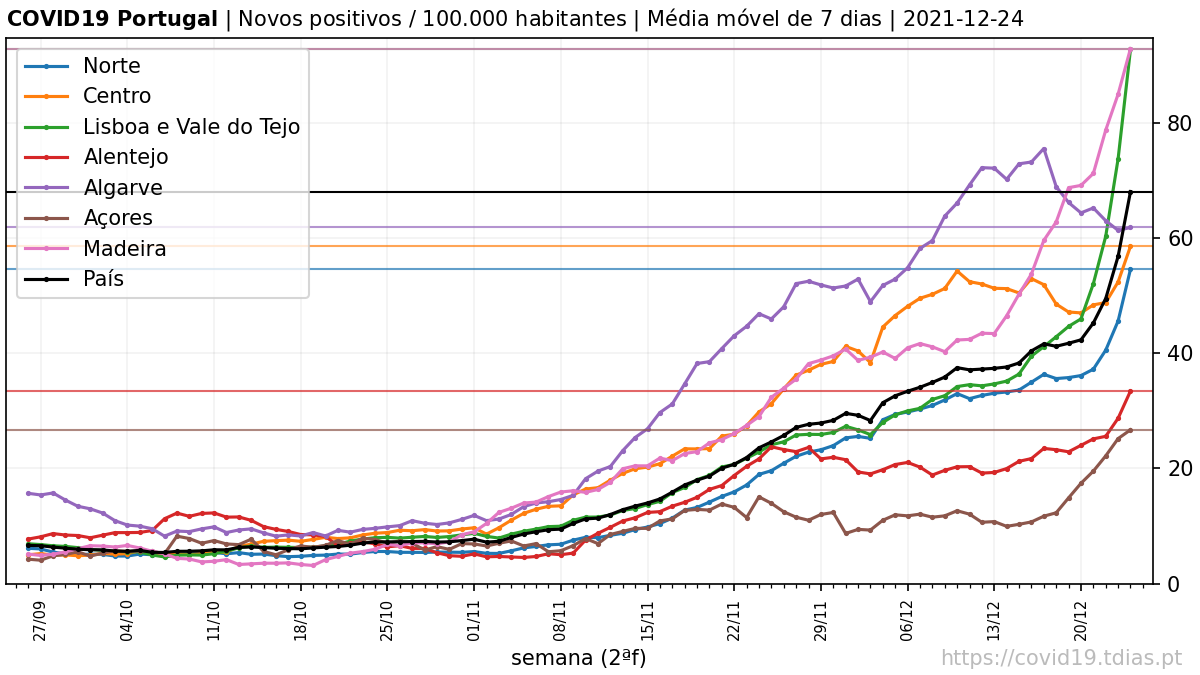 COVID19 Portugal | Novos positivos / 100.000 habitantes | Média móvel de 7 dias | 2021-12-24
Norte
Centro
Lisboa e Vale do Tejo
Alentejo
Algarve
Açores
Madeira
País
80
60
40
20
0
27/09
04/10
11/10
18/10
25/10
01/11
08/11
15/11
22/11
29/11
06/12
13/12
20/12
semana (2ªf)
https://covid19.tdias.pt